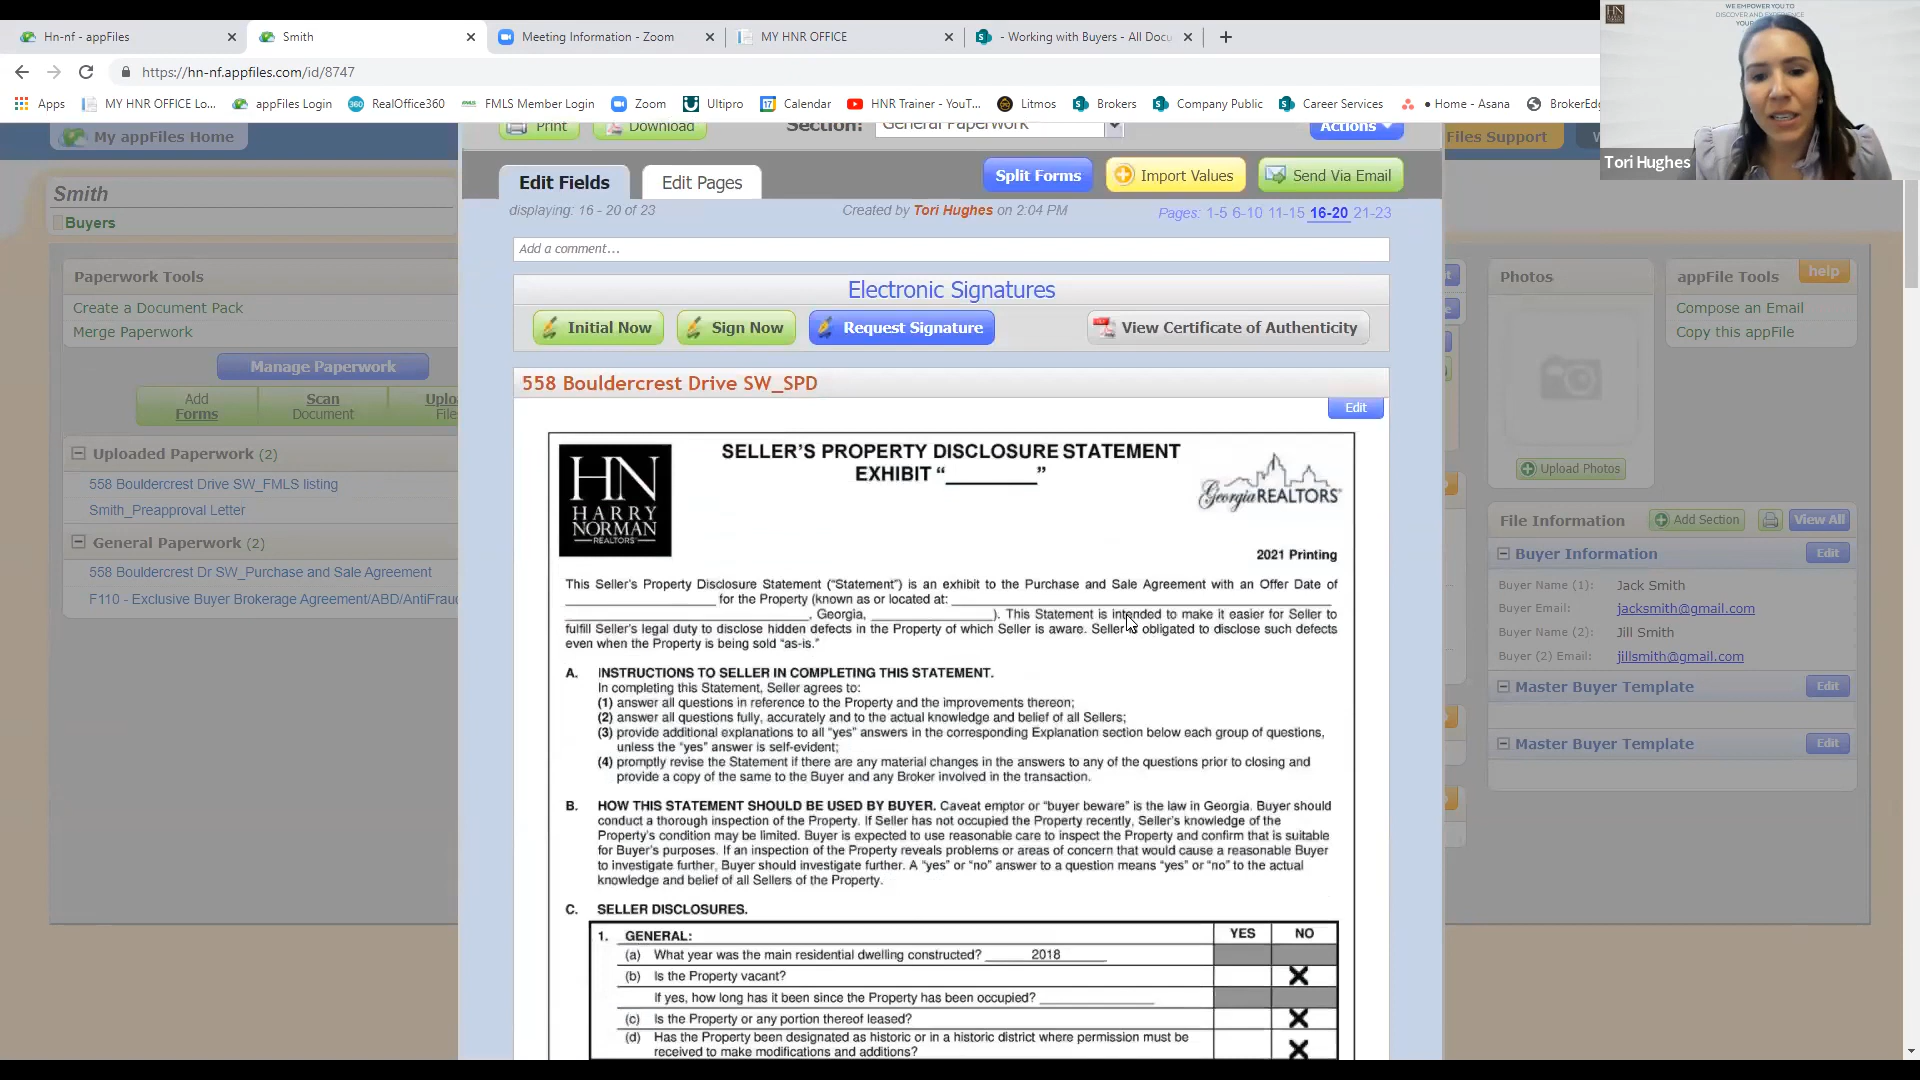 Hn-nf - appFiles
Smith
Meeting Information - Zoom
MY HNR OFFICE
- Working with Buyers - All Docu
https://hn-nf.appfiles.com/id/8747
Apps
MY HNR OFFICE Lo...
appFiles Login
360
RealOffice360
FMLS Member Login
Zoom
Ultipro
17
Calendar
HNR Trainer - YouT...
Litmos
Brokers
Company Public
Career Services
• Home - Asana
BrokerEdg
HN
WE EMPOWER YOU TO
DISCOVER AND EXPERIENCE
Tori Hughes
My appFiles Home
Print
Download
Section:
General Paperwork
Actions
Files Support
Smith
Buyers
Edit Fields
Edit Pages
Split Forms
Import Values
Send Via Email
displaying: 16 - 20 of 23
Created by Tori Hughes on 2:04 PM
Pages: 1-5 6-10 11-15 16-20 21-23
Add a comment...
Electronic Signatures
Initial Now
Sign Now
Request Signature
View Certificate of Authenticity
Paperwork Tools
Create a Document Pack
Merge Paperwork
Manage Paperwork
Add
Forms
Scan
Document
Uplo
File
Uploaded Paperwork (2)
558 Bouldercrest Drive SW_FMLS listing
Smith_Preapproval Letter
General Paperwork (2)
558 Bouldercrest Dr SW_Purchase and Sale Agreement
F110 - Exclusive Buyer Brokerage Agreement/ABD/AntiFrau
558 Bouldercrest Drive SW_SPD
Edit
HN
HARRY
NORMAN
REALTORS
SELLER'S PROPERTY DISCLOSURE STATEMENT
EXHIBIT “________”
Georgia REALTORS®
2021 Printing
This Seller's Property Disclosure Statement (“Statement”) is an exhibit to the Purchase and Sale Agreement with an Offer Date of
____________________ for the Property (known as or located at: ____________________
____________________, Georgia, ____________________). This Statement is intended to make it easier for Seller to
fulfill Seller's legal duty to disclose hidden defects in the Property of which Seller is aware. Seller is obligated to disclose such defects
even when the Property is being sold “as-is.”
A. INSTRUCTIONS TO SELLER IN COMPLETING THIS STATEMENT.
In completing this Statement, Seller agrees to:
(1) answer all questions in reference to the Property and the improvements thereon;
(2) answer all questions fully, accurately and to the actual knowledge and belief of all Sellers;
(3) provide additional explanations to all “yes” answers in the corresponding Explanation section below each group of questions,
unless the “yes” answer is self-evident;
(4) promptly revise the Statement if there are any material changes in the answers to any of the questions prior to closing and
provide a copy of the same to the Buyer and any Broker involved in the transaction.
B. HOW THIS STATEMENT SHOULD BE USED BY BUYER. Caveat emptor or “buyer beware” is the law in Georgia. Buyer should
conduct a thorough inspection of the Property. If Seller has not occupied the Property recently, Seller's knowledge of the
Property's condition may be limited. Buyer is expected to use reasonable care to inspect the Property and confirm that is suitable
for Buyer's purposes. If an inspection of the Property reveals problems or areas of concern that would cause a reasonable Buyer
to investigate further, Buyer should investigate further. A “yes” or “no” answer to a question means “yes” or “no” to the actual
knowledge and belief of all Sellers of the Property.
C. SELLER DISCLOSURES.
1. GENERAL: YES NO
(a) What year was the main residential dwelling constructed? 2018
(b) Is the Property vacant? X
If yes, how long has it been since the Property has been occupied? ____________
(c) Is the Property or any portion thereof leased? X
(d) Has the Property been designated as historic or in a historic district where permission must be
received to make modifications and additions? X
Photos
Upload Photos
appFile Tools
help
Compose an Email
Copy this appFile
File Information
Add Section
View All
Buyer Information
Edit
Buyer Name (1): Jack Smith
Buyer Email: jacksmith@gmail.com
Buyer Name (2): Jill Smith
Buyer (2) Email: jillsmith@gmail.com
Master Buyer Template
Edit
Master Buyer Template
Edit